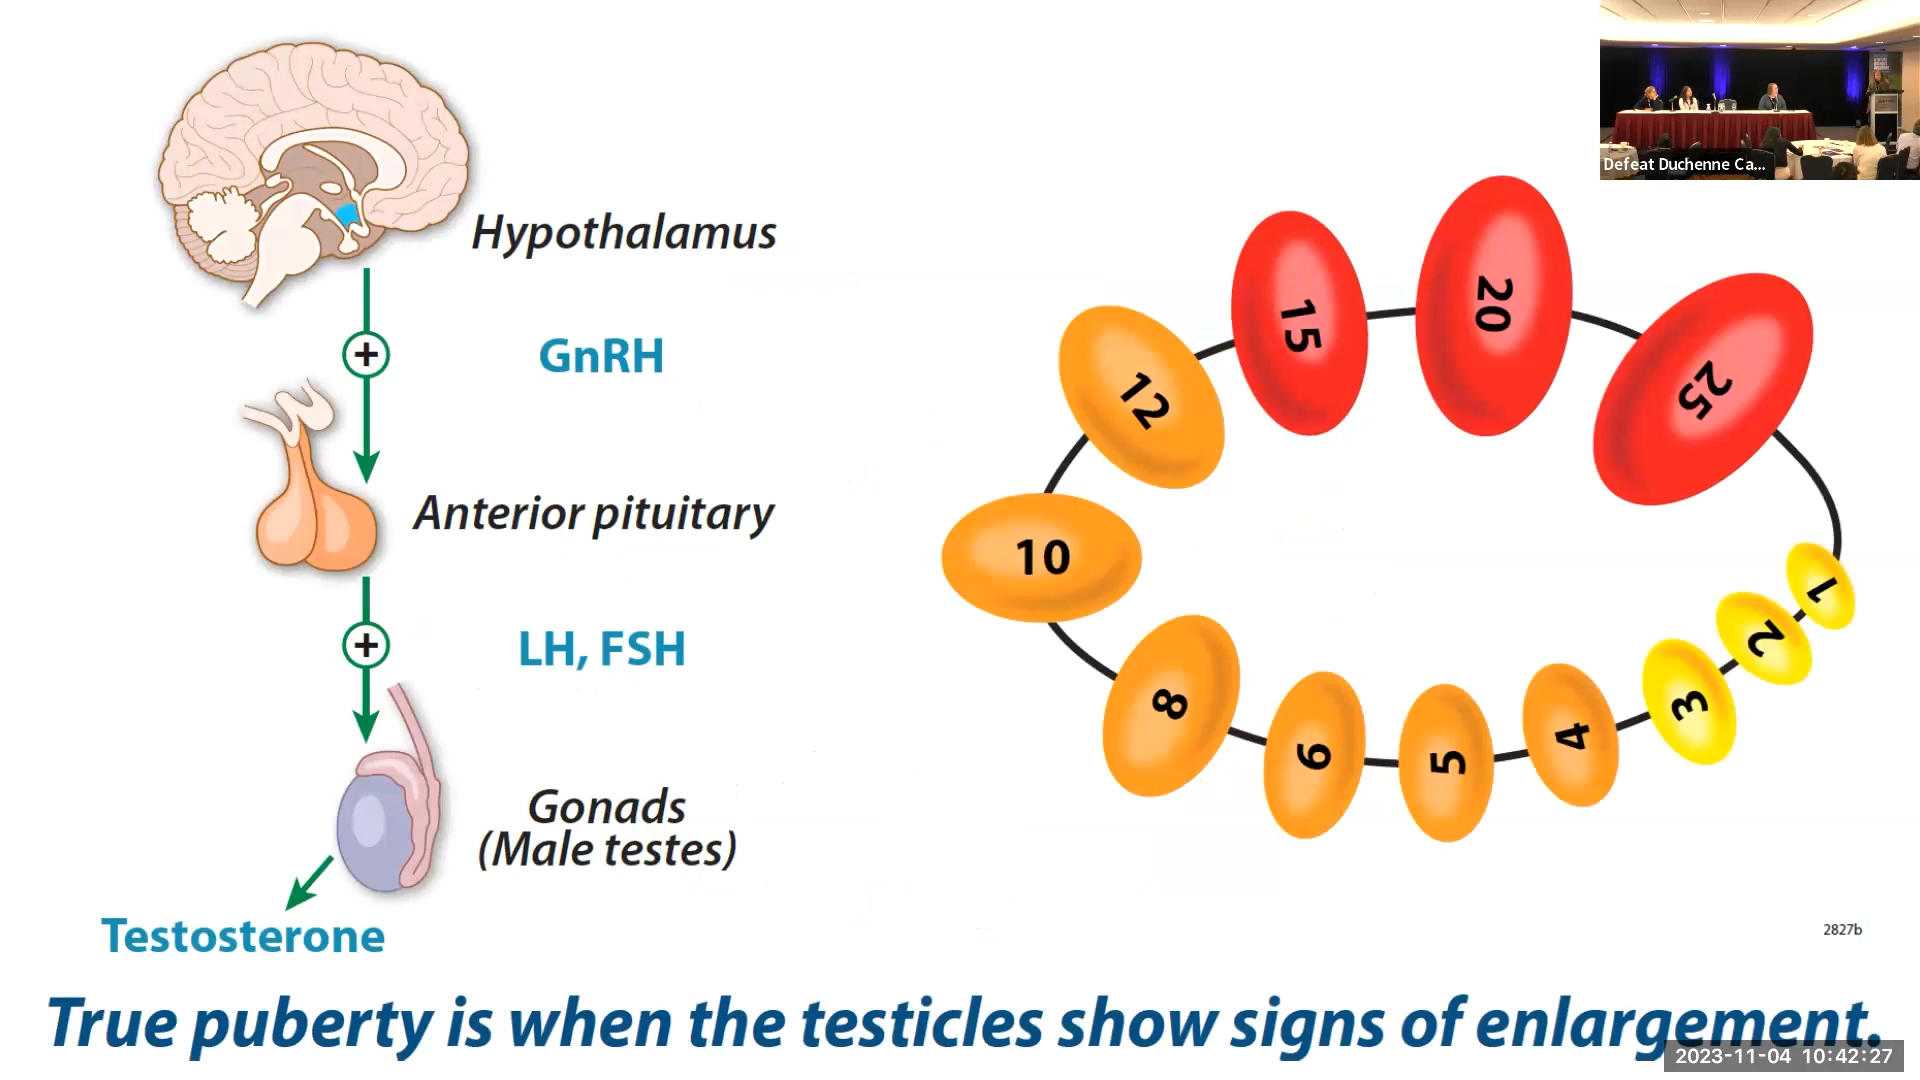 Hypothalamus
GnRH
Anterior pituitary
LH, FSH
Gonads
(Male testes)
Testosterone
1
2
3
4
5
6
8
10
12
15
20
25
2827b
True puberty is when the testicles show signs of enlargement.
Defeat Duchenne Ca...
2023-11-04 10:42:27